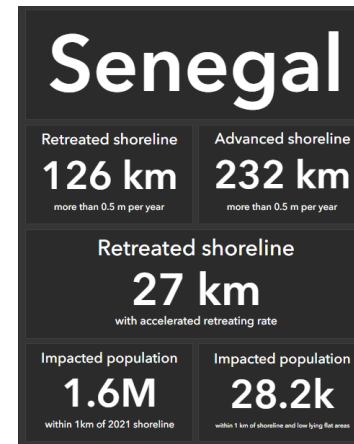 Senegal
Retreated shoreline
126 km
more than 0.5 m per year
Advanced shoreline
232 km
more than 0.5 m per year
Retreated shoreline
27 km
with accelerated retreating rate
Impacted population
1.6M
within 1km of 2021 shoreline
Impacted population
28.2k
within 1 km of shoreline and low lying flat areas